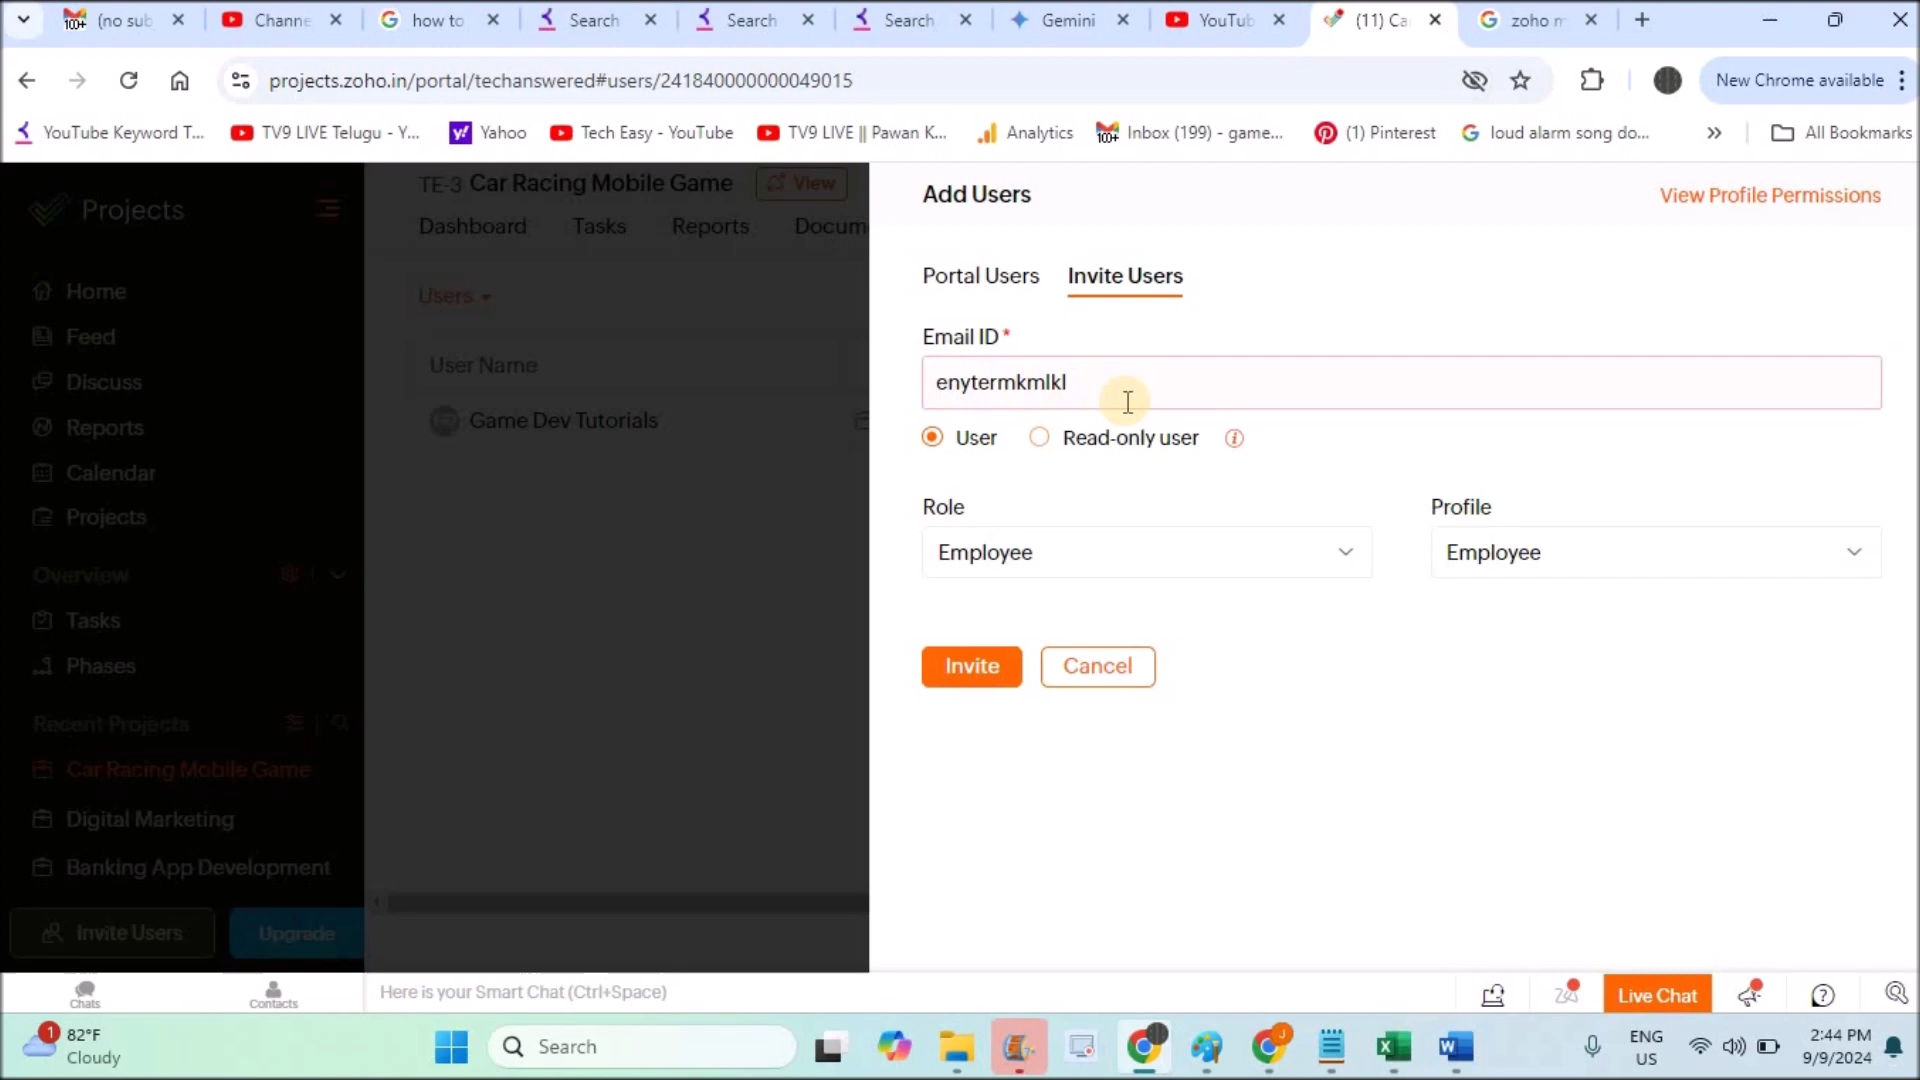 (no sub
Channe
how to
Search
Search
Search
Gemini
YouTub
(11) Ca
zoho m
projects.zoho.in/portal/techanswered#users/241840000000049015
New Chrome available
YouTube Keyword T...
TV9 LIVE Telugu - Y...
Yahoo
Tech Easy - YouTube
TV9 LIVE || Pawan K...
Analytics
Inbox (199) - game...
(1) Pinterest
loud alarm song do...
All Bookmarks
Projects
Home
Feed
Discuss
Reports
Calendar
Projects
Overview
Tasks
Phases
Recent Projects
Car Racing Mobile Game
Digital Marketing
Banking App Development
Invite Users
Upgrade
TE-3 Car Racing Mobile Game
View
Dashboard
Tasks
Reports
Docum
Users
User Name
Game Dev Tutorials
Add Users
View Profile Permissions
Portal Users
Invite Users
Email ID *
enytermkmlkl
User
Read-only user
Role
Profile
Employee
Employee
Invite
Cancel
Chats
Contacts
Here is your Smart Chat (Ctrl+Space)
Live Chat
1
82°F
Cloudy
Search
ENG
US
2:44 PM
9/9/2024